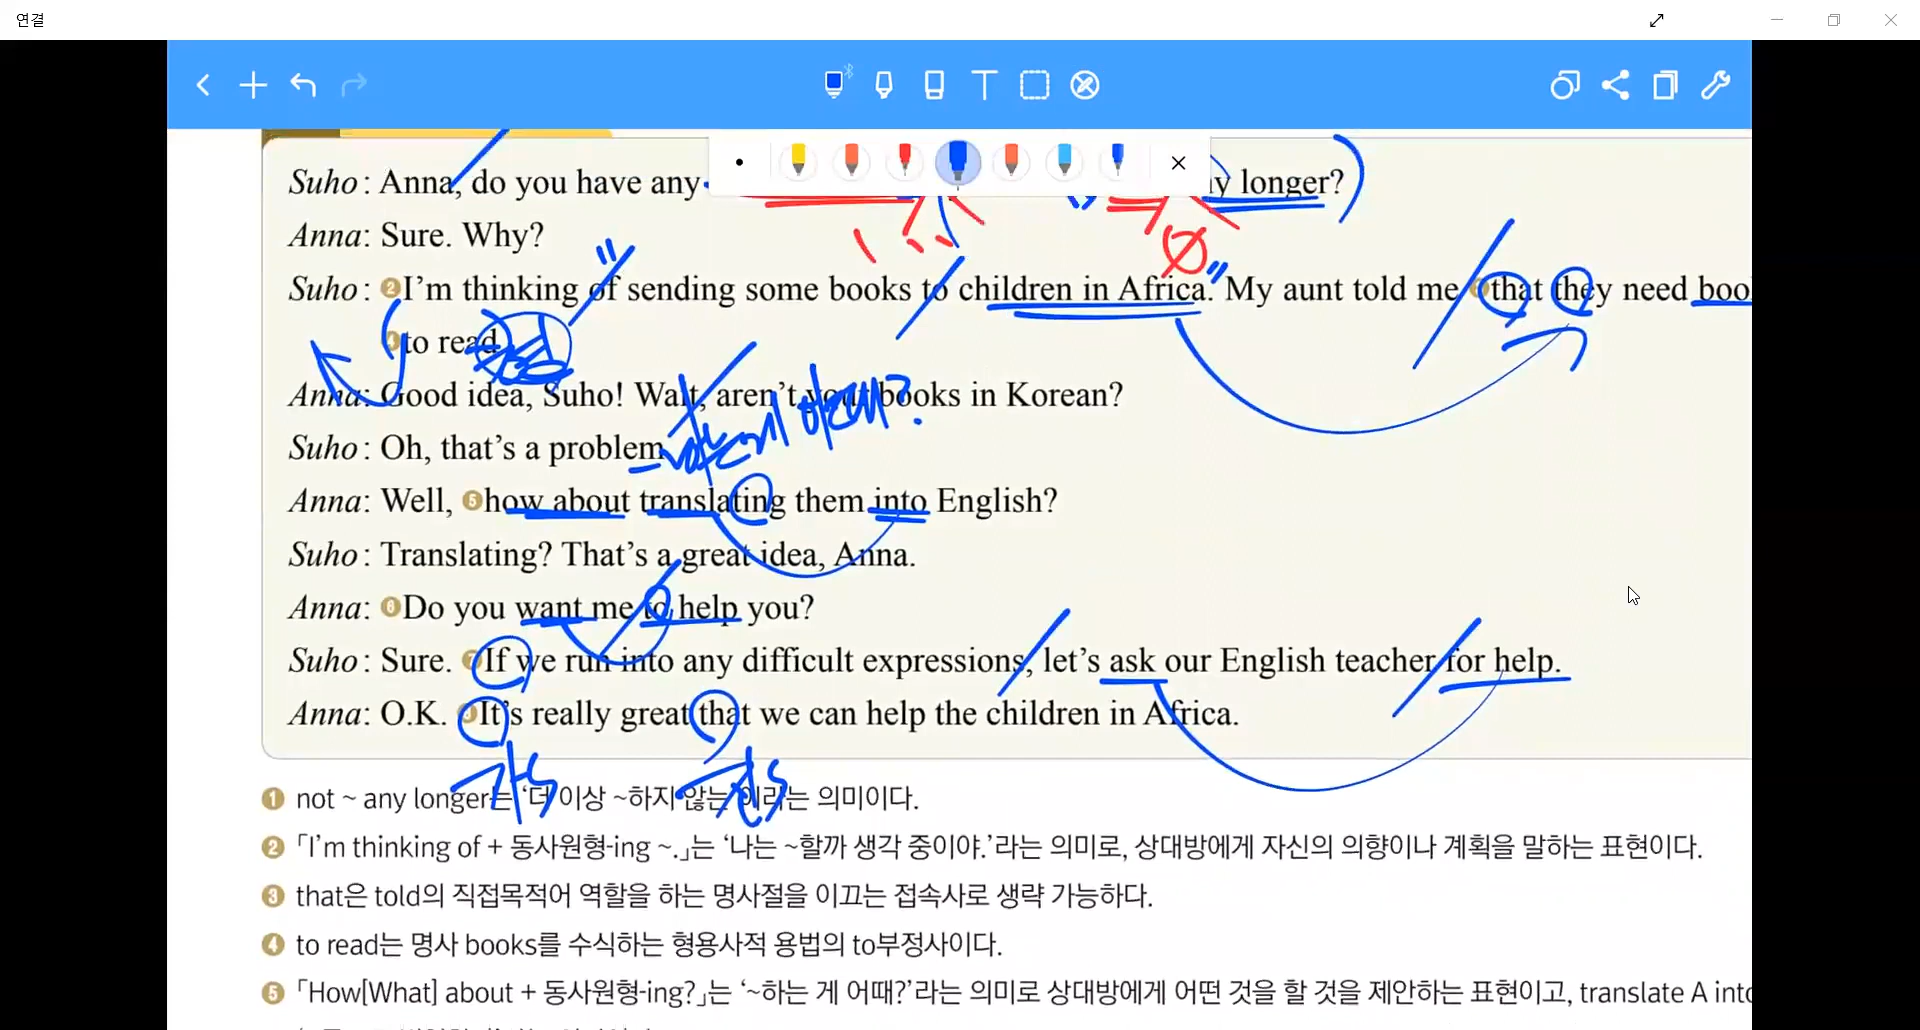 연결
Suho: Anna, do you have any
y longer?
Anna: Sure. Why?
Suho: ❷I'm thinking of sending some books to children in Africa. My aunt told me that they need boo
to read
Anna: Good idea, Suho! Wait, aren't your books in Korean?
Suho: Oh, that's a problem
Anna: Well, ❺how about translating them into English?
Suho: Translating? That's a great idea, Anna.
Anna: ❻Do you want me to help you?
Suho: Sure. ❼If we run into any difficult expressions, let's ask our English teacher for help.
Anna: O.K. It's really great that we can help the children in Africa.
가S 진S
❶ not ~ any longer는 '더 이상 ~하지 않는'이라는 의미이다.
❷ 「I'm thinking of + 동사원형-ing ~.」는 '나는 ~할까 생각 중이야.'라는 의미로, 상대방에게 자신의 의향이나 계획을 말하는 표현이다.
❸ that은 told의 직접목적어 역할을 하는 명사절을 이끄는 접속사로 생략 가능하다.
❹ to read는 명사 books를 수식하는 형용사적 용법의 to부정사이다.
❺ 「How[What] about + 동사원형-ing?」는 '~하는 게 어때?'라는 의미로 상대방에게 어떤 것을 할 것을 제안하는 표현이고, translate A into